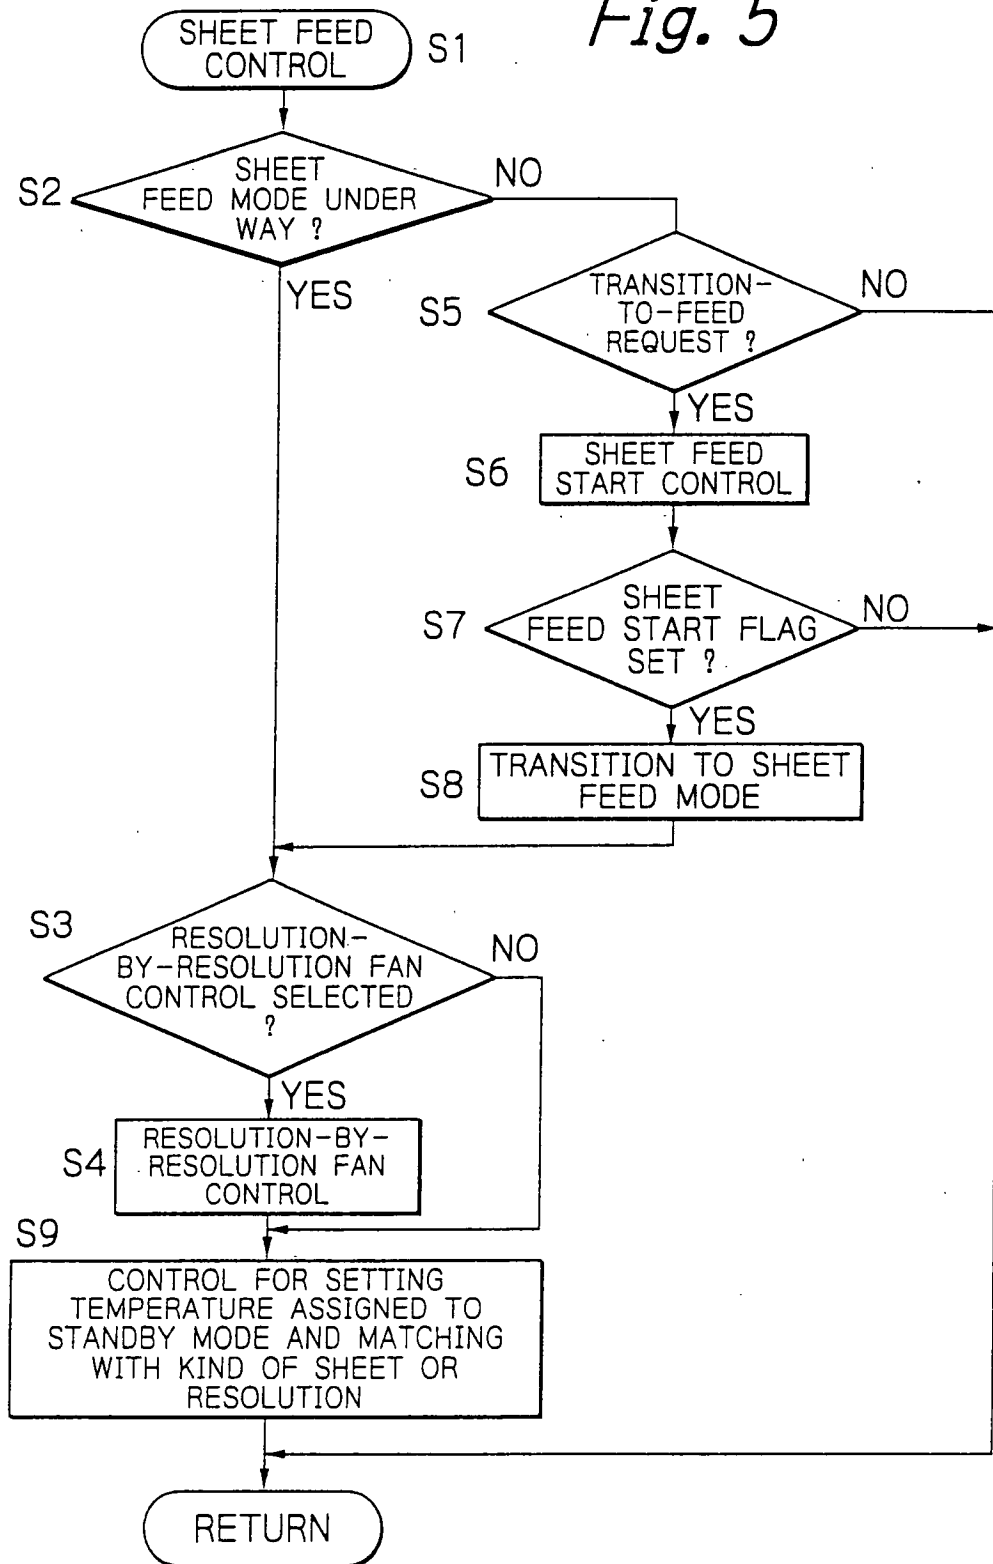 Fig. 5
SHEET FEED
CONTROL
S1
S2
SHEET
FEED MODE UNDER
WAY ?
NO
YES
S5
TRANSITION-
TO-FEED
REQUEST ?
NO
YES
S6
SHEET FEED
START CONTROL
S7
SHEET
FEED START FLAG
SET ?
NO
YES
S8
TRANSITION TO SHEET
FEED MODE
S3
RESOLUTION-
BY-RESOLUTION FAN
CONTROL SELECTED
?
NO
YES
S4
RESOLUTION-BY-
RESOLUTION FAN
CONTROL
S9
CONTROL FOR SETTING
TEMPERATURE ASSIGNED TO
STANDBY MODE AND MATCHING
WITH KIND OF SHEET OR
RESOLUTION
RETURN